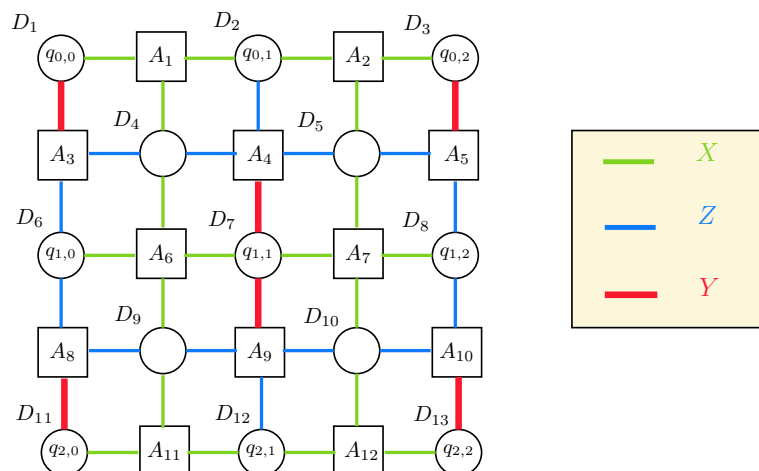 D₁ D₂ D₃
q₀,₀ A₁ q₀,₁ A₂ q₀,₂
D₄ D₅
A₃ A₄ A₅
X
D₆ D₇ D₈
Z
q₁,₀ A₆ q₁,₁ A₇ q₁,₂
Y
D₉ D₁₀
A₈ A₉ A₁₀
D₁₁ D₁₂ D₁₃
q₂,₀ A₁₁ q₂,₁ A₁₂ q₂,₂